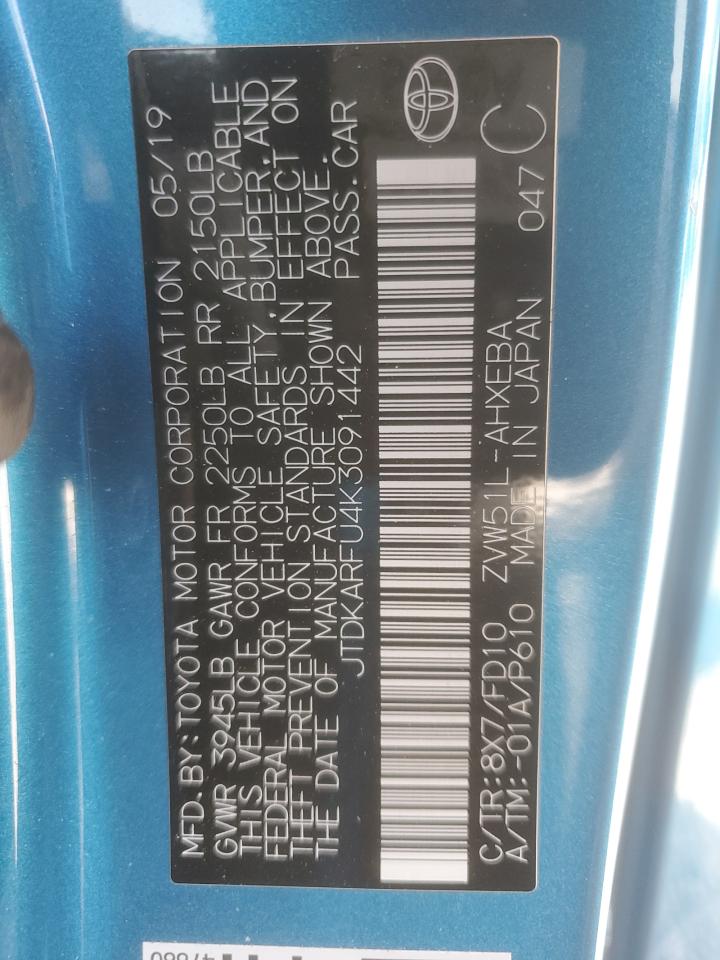 MFD.BY:TOYOTA MOTOR CORPORATION 05/19
GVWR 3945LB GAWR FR 2250LB RR 2150LB
THIS VEHICLE CONFORMS TO ALL APPLICABLE
FEDERAL MOTOR VEHICLE SAFETY,BUMPER,AND
THEFT PREVENTION STANDARDS IN EFFECT ON
THE DATE OF MANUFACTURE SHOWN ABOVE.
JTDKARFU4K3091442 PASS.CAR
C/TR:8X7/FD10 ZVW51L-AHXEBA 047 C
A/TM:-01A/P610 MADE IN JAPAN